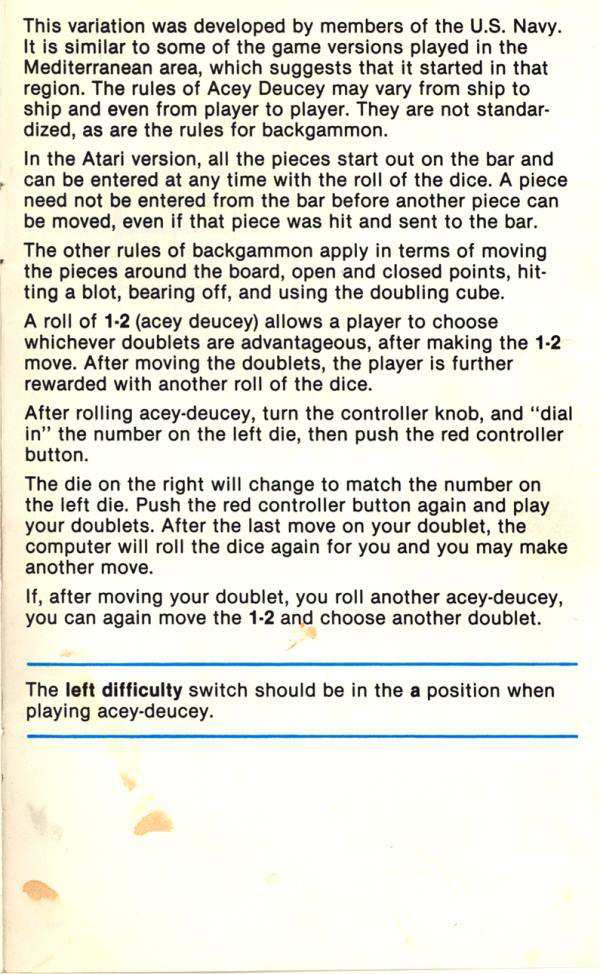 This variation was developed by members of the U.S. Navy.
It is similar to some of the game versions played in the
Mediterranean area, which suggests that it started in that
region. The rules of Acey Deucey may vary from ship to
ship and even from player to player. They are not standar-
dized, as are the rules for backgammon.
In the Atari version, all the pieces start out on the bar and
can be entered at any time with the roll of the dice. A piece
need not be entered from the bar before another piece can
be moved, even if that piece was hit and sent to the bar.
The other rules of backgammon apply in terms of moving
the pieces around the board, open and closed points, hit-
ting a blot, bearing off, and using the doubling cube.
A roll of 1-2 (acey deucey) allows a player to choose
whichever doublets are advantageous, after making the 1-2
move. After moving the doublets, the player is further
rewarded with another roll of the dice.
After rolling acey-deucey, turn the controller knob, and "dial
in" the number on the left die, then push the red controller
button.
The die on the right will change to match the number on
the left die. Push the red controller button again and play
your doublets. After the last move on your doublet, the
computer will roll the dice again for you and you may make
another move.
If, after moving your doublet, you roll another acey-deucey,
you can again move the 1-2 and choose another doublet.
The left difficulty switch should be in the a position when
playing acey-deucey.